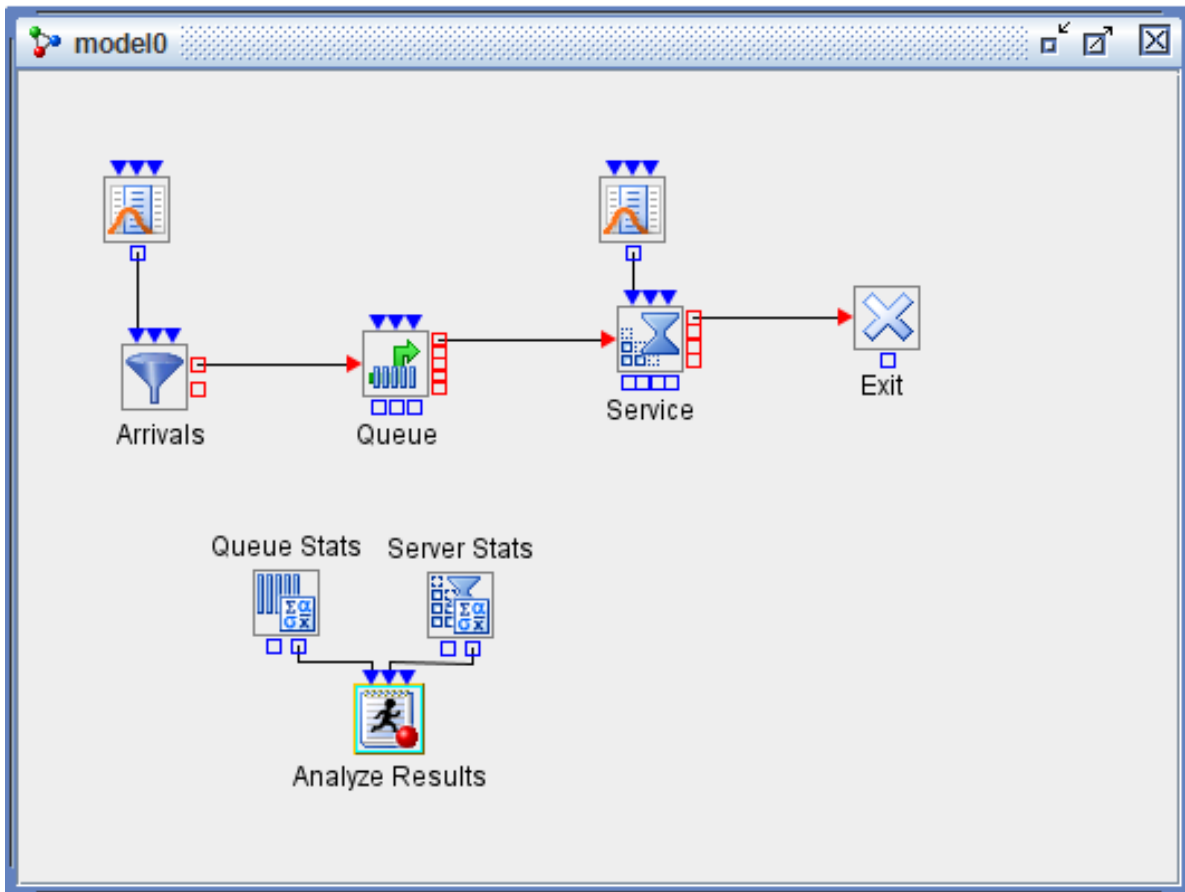 model0
Arrivals
Queue
Service
Exit
Queue Stats
Server Stats
Analyze Results